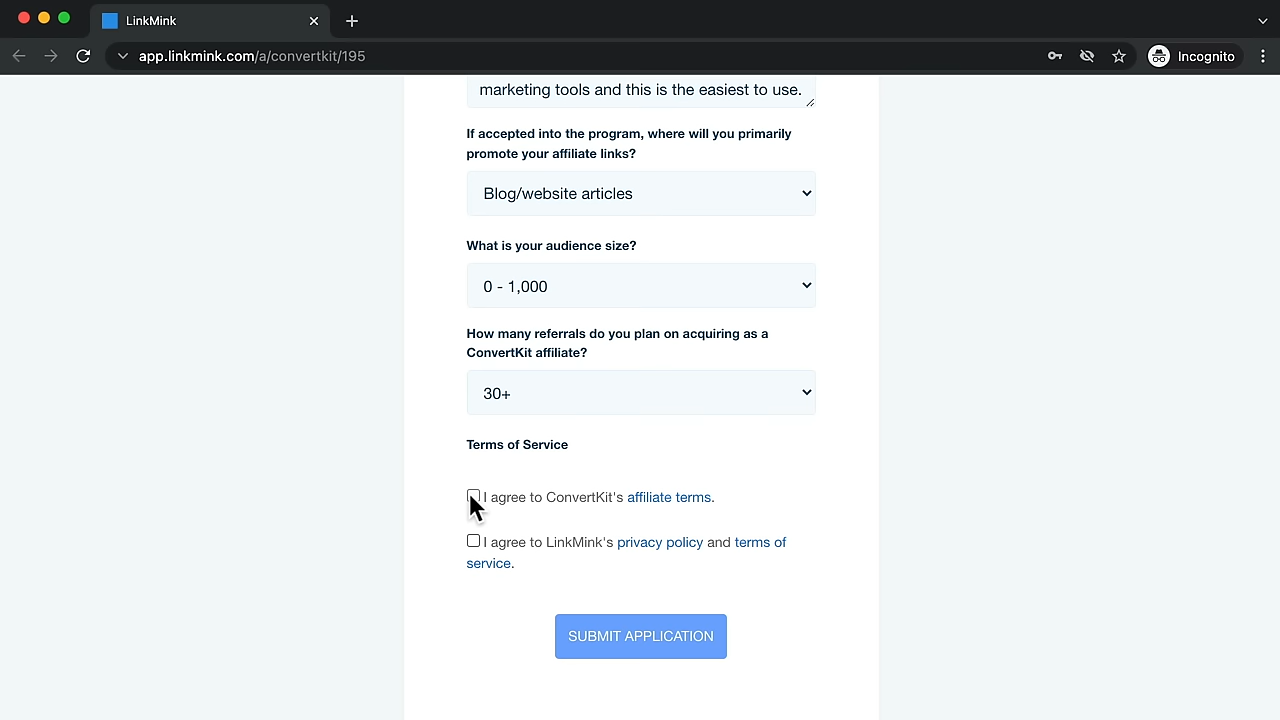 LinkMink
app.linkmink.com/a/convertkit/195
Incognito
marketing tools and this is the easiest to use.
If accepted into the program, where will you primarily
promote your affiliate links?
Blog/website articles
What is your audience size?
0 - 1,000
How many referrals do you plan on acquiring as a
ConvertKit affiliate?
30+
Terms of Service
I agree to ConvertKit's affiliate terms.
I agree to LinkMink's privacy policy and terms of
service.
SUBMIT APPLICATION